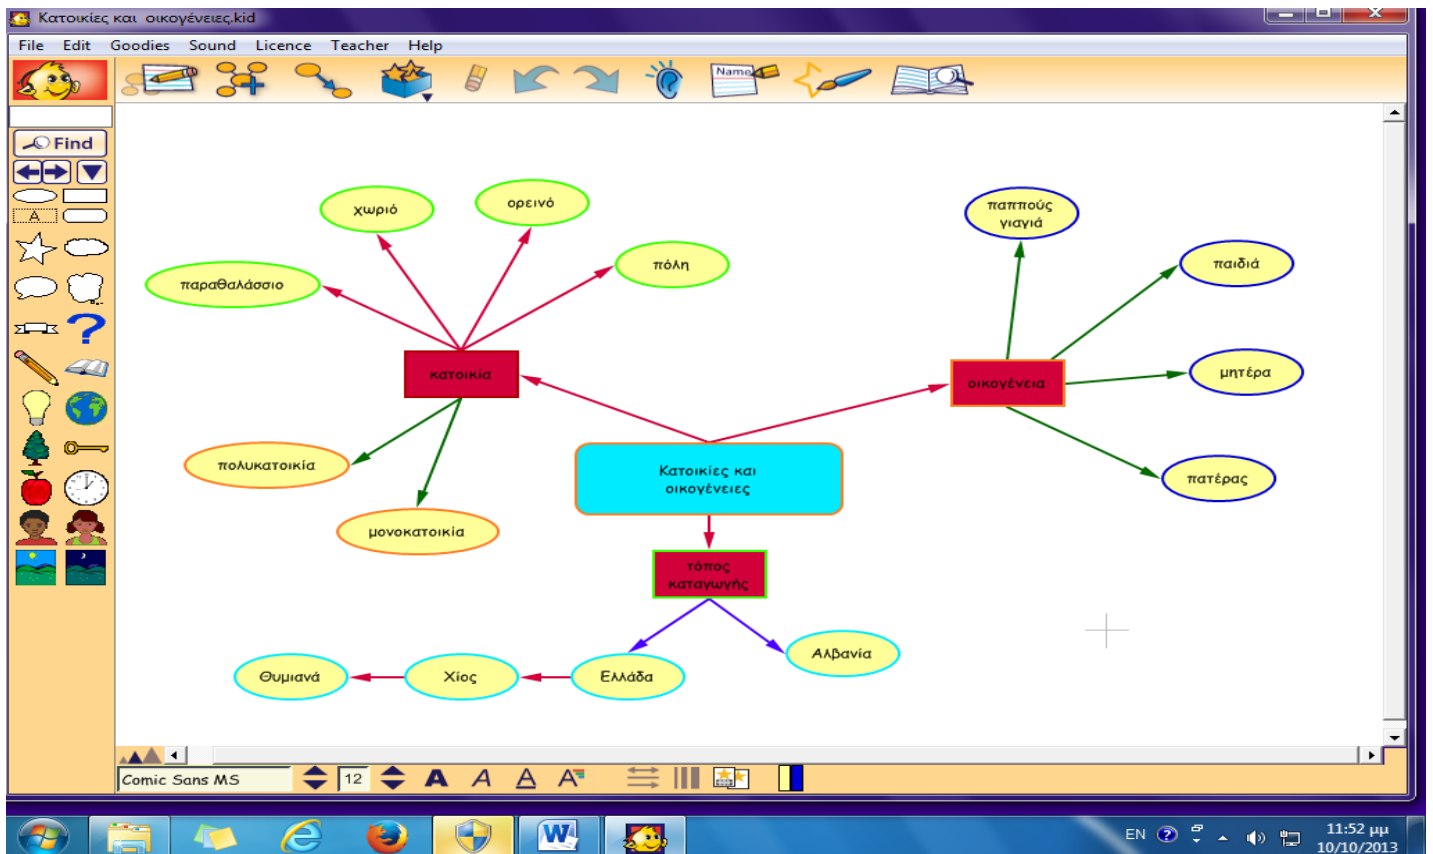 Κατοικίες και οικογένειες.kid
File Edit Goodies Sound Licence Teacher Help
Name
Find
A
χωριό
ορεινό
παραθαλάσσιο
πόλη
κατοικία
πολυκατοικία
μονοκατοικία
παππούς
γιαγιά
παιδιά
μητέρα
πατέρας
οικογένεια
Κατοικίες και
οικογένειες
τόπος
καταγωγής
Θυμιανά
Χίος
Ελλάδα
Αλβανία
Comic Sans MS 12 A A A A
EN 11:52 μμ
10/10/2013